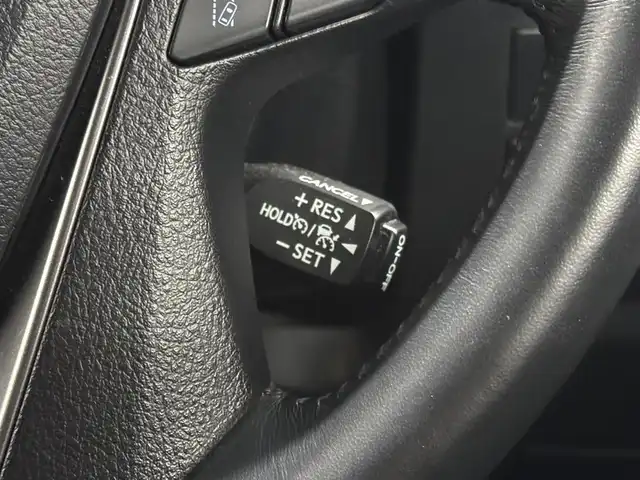 CANCEL▼
+ RES ▲
HOLD /
ON-OFF
− SET ▼